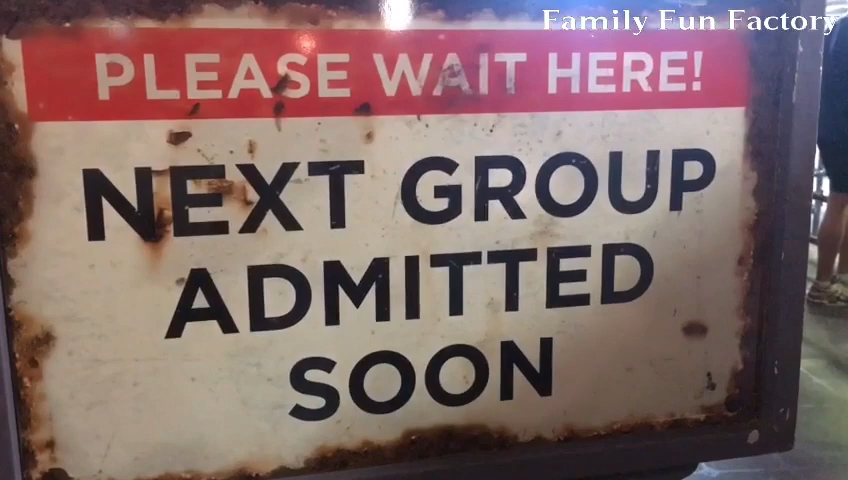 Family Fun Factory
PLEASE WAIT HERE!
NEXT GROUP
ADMITTED
SOON